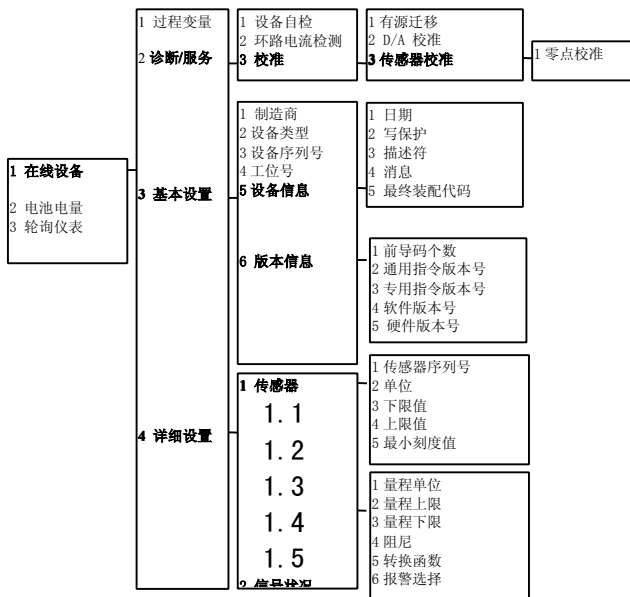 1 在线设备
2 电池电量
3 轮询仪表
1 过程变量
2 诊断/服务
3 基本设置
4 详细设置
1 设备自检
2 环路电流检测
3 校准
1 有源迁移
2 D/A 校准
3 传感器校准
1 零点校准
1 制造商
2 设备类型
3 设备序列号
4 工位号
5 设备信息
6 版本信息
1 日期
2 写保护
3 描述符
4 消息
5 最终装配代码
1 前导码个数
2 通用指令版本号
3 专用指令版本号
4 软件版本号
5 硬件版本号
1 传感器
1.1
1.2
1.3
1.4
1.5
2 信号状况
1 传感器序列号
2 单位
3 下限值
4 上限值
5 最小刻度值
1 量程单位
2 量程上限
3 量程下限
4 阻尼
5 转换函数
6 报警选择